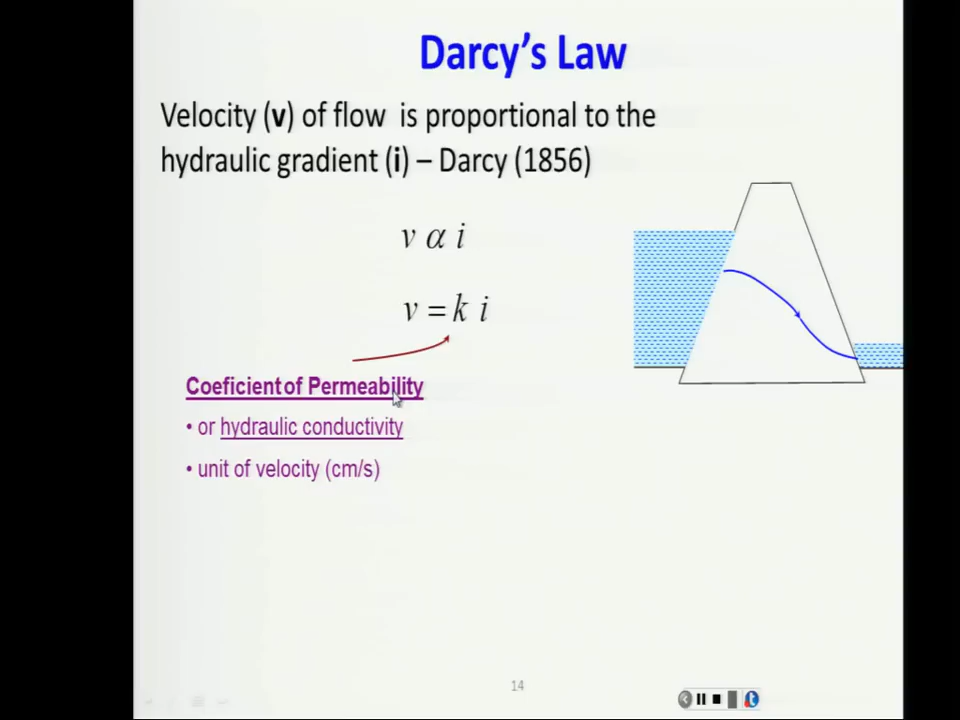 Darcy's Law
Velocity (v) of flow is proportional to the
hydraulic gradient (i) – Darcy (1856)
v α i
v = k i
Coeficient of Permeability
• or hydraulic conductivity
• unit of velocity (cm/s)
14